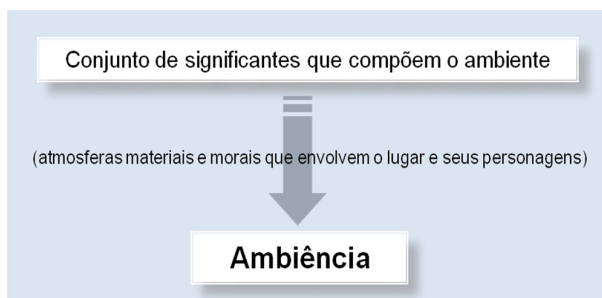 Conjunto de significantes que compõem o ambiente
(atmosferas materiais e morais que envolvem o lugar e seus personagens)
Ambiência